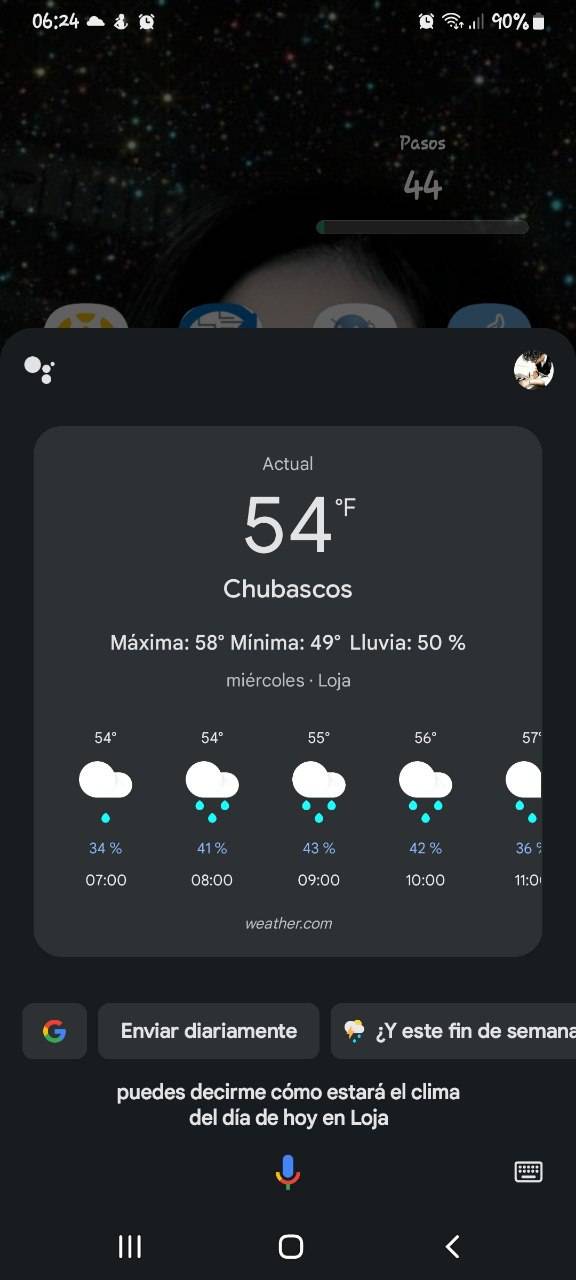 06:24 90%
Pasos
44
Actual
54°F
Chubascos
Máxima: 58° Mínima: 49° Lluvia: 50 %
miércoles · Loja
54° 54° 55° 56° 57°
34 % 41 % 43 % 42 % 36 %
07:00 08:00 09:00 10:00 11:00
weather.com
G Enviar diariamente ¿Y este fin de semana
puedes decirme cómo estará el clima
del día de hoy en Loja